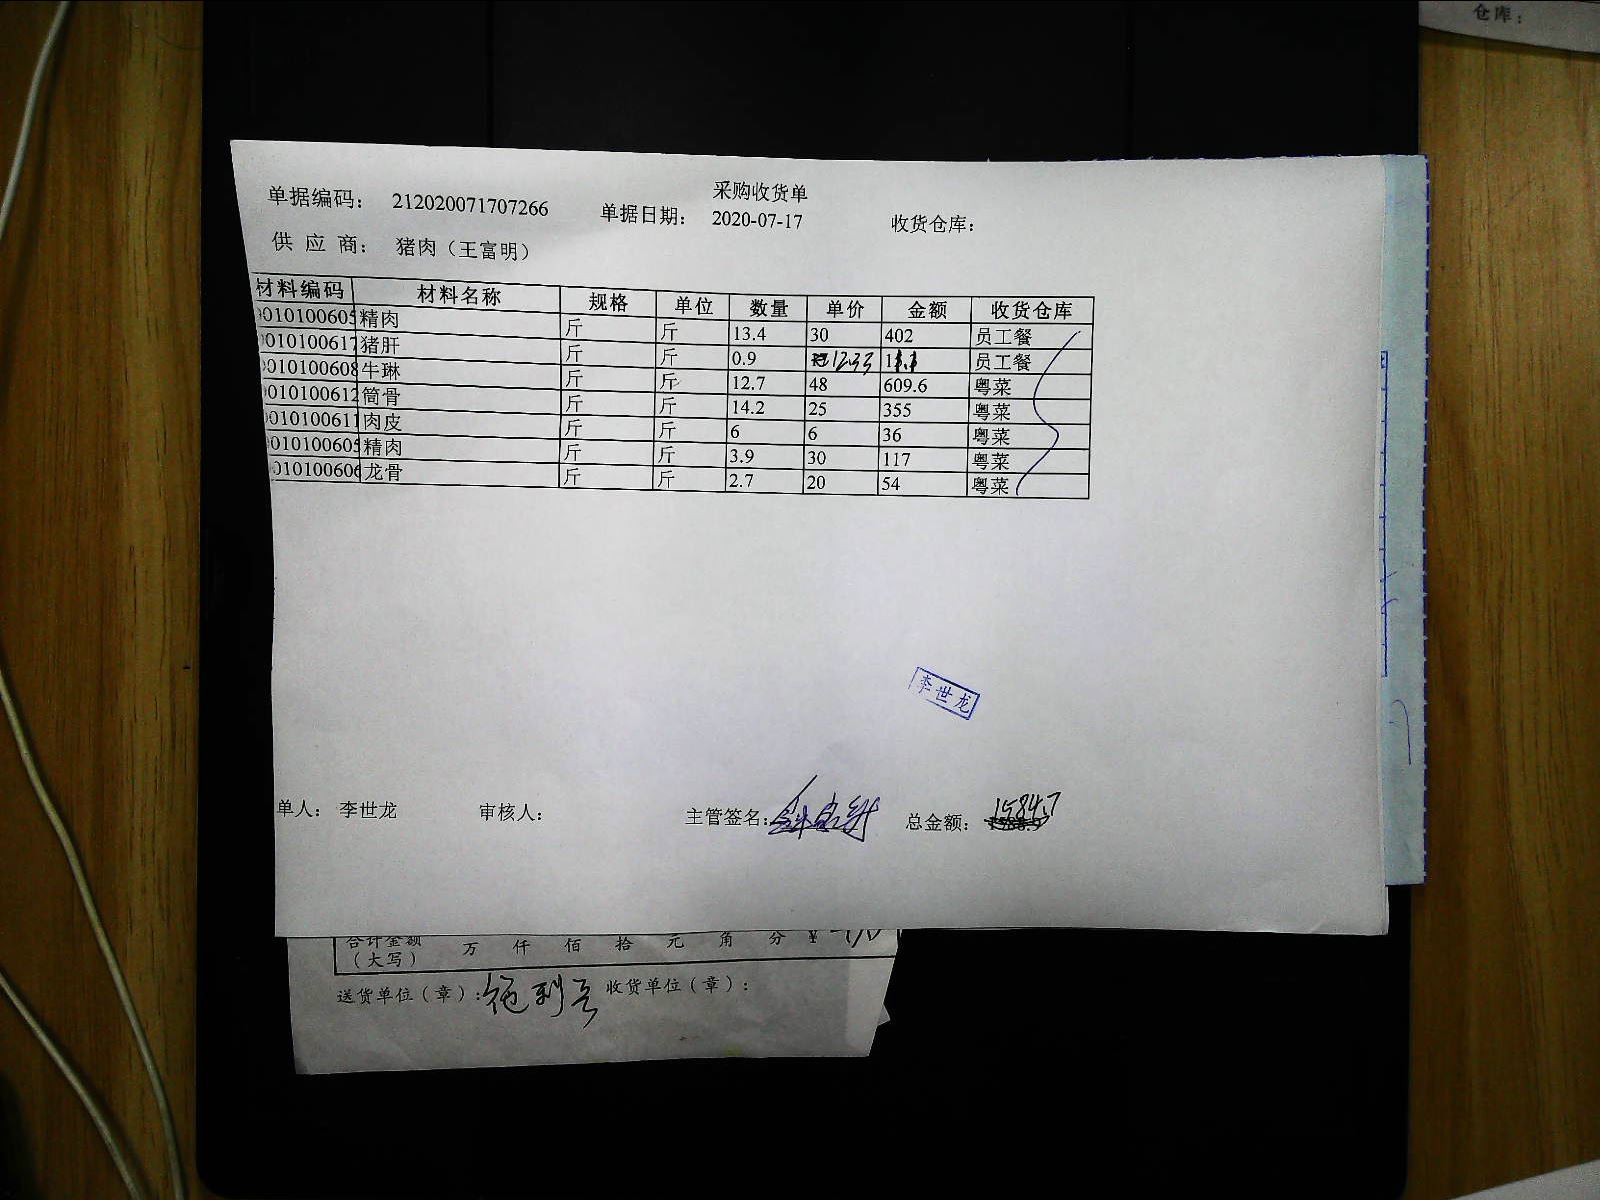 仓库：
采购收货单
单据编码： 212020071707266 单据日期： 2020-07-17 收货仓库：
供 应 商： 猪肉（王富明）
材料编码 材料名称 规格 单位 数量 单价 金额 收货仓库
010100605 精肉 斤 斤 13.4 30 402 员工餐
010100617 猪肝 斤 斤 0.9 12.33 11.1 员工餐
010100608 牛琳 斤 斤 12.7 48 609.6 粤菜
010100612 筒骨 斤 斤 14.2 25 355 粤菜
010100611 肉皮 斤 斤 6 6 36 粤菜
010100605 精肉 斤 斤 3.9 30 117 粤菜
010100606 龙骨 斤 斤 2.7 20 54 粤菜
李世龙
单人： 李世龙 审核人： 主管签名： 总金额： 1584.7
合计金额 万 仟 佰 拾 元 角 分 ¥
（大写）
送货单位（章）： 收货单位（章）：